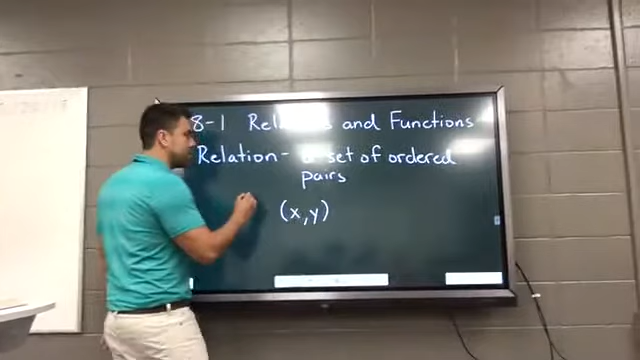 8-1 Relations and Functions
Relation- a set of ordered
pairs
(x,y)